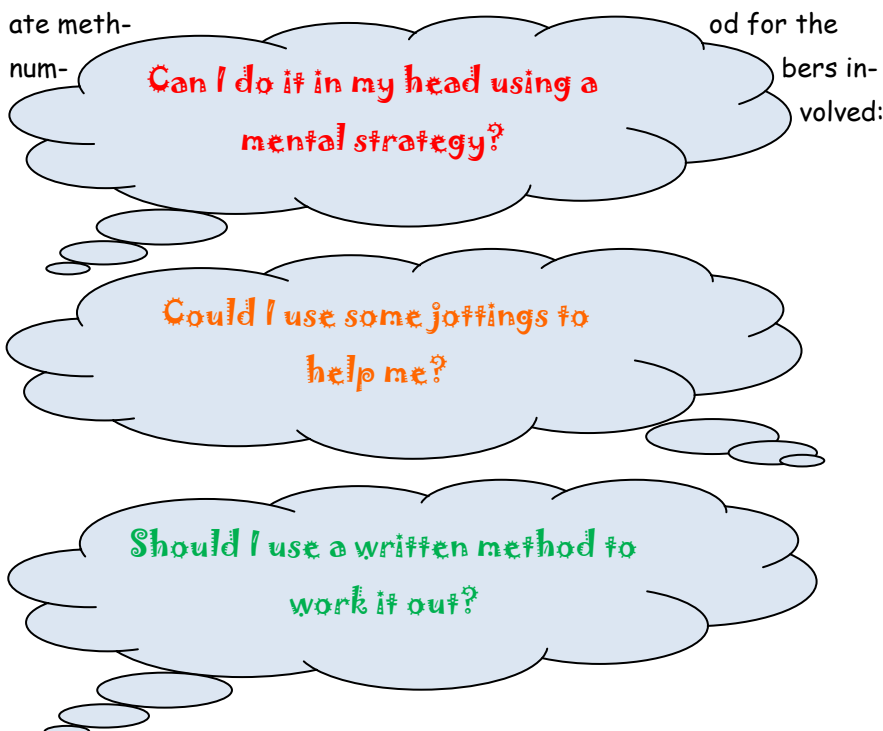 ate meth- od for the
num- bers in-
volved:
Can I do it in my head using a
mental strategy?
Could I use some jottings to
help me?
Should I use a written method to
work it out?